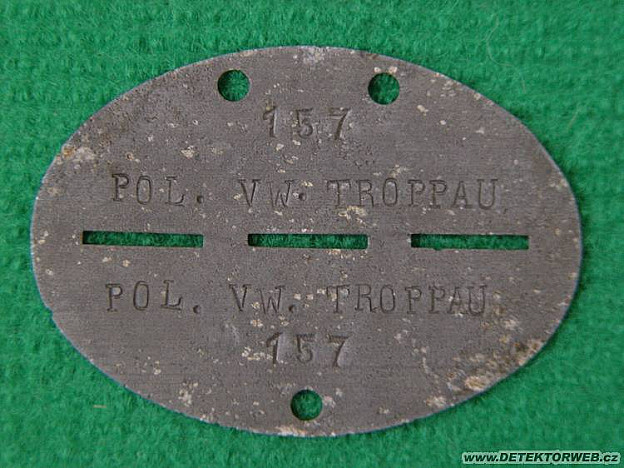 157
POL. VW. TROPPAU
POL. VW. TROPPAU
157
www.DETEKTORWEB.cz